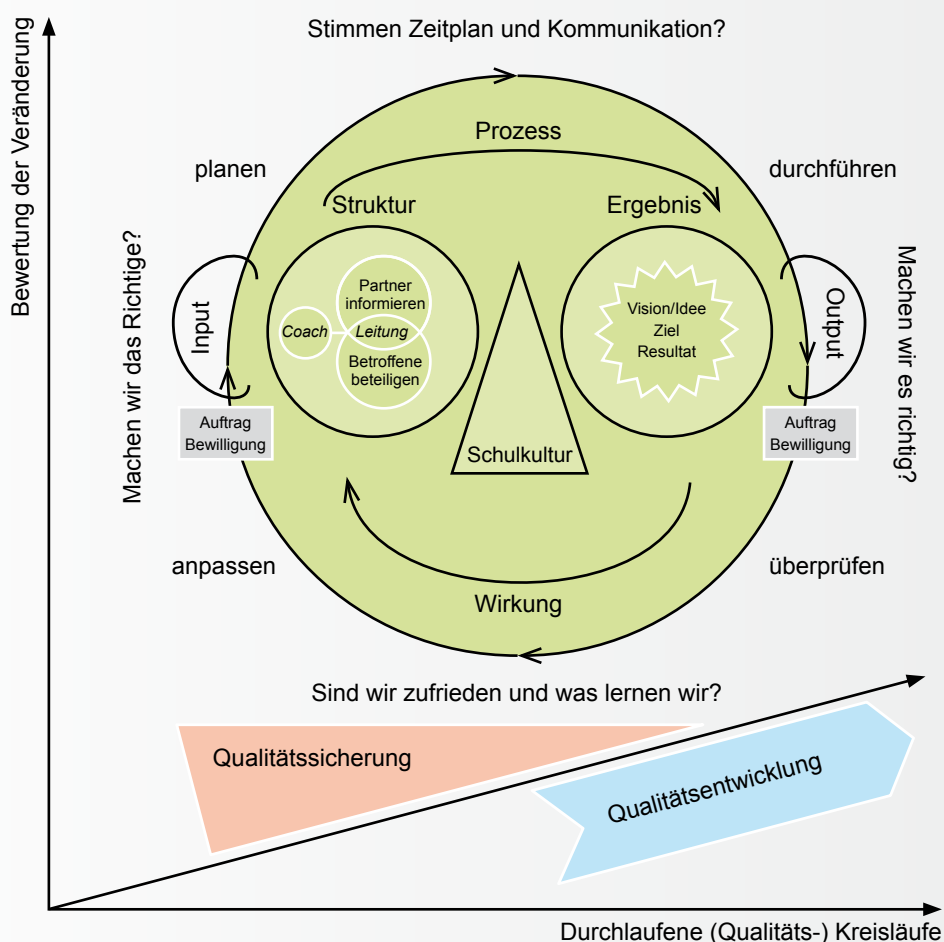 Stimmen Zeitplan und Kommunikation?
Bewertung der Veränderung
Prozess
planen
durchführen
Struktur
Ergebnis
Machen wir das Richtige?
Machen wir es richtig?
Input
Partner
informieren
Coach
Leitung
Betroffene
beteiligen
Vision/Idee
Ziel
Resultat
Output
Auftrag
Bewilligung
Schulkultur
Auftrag
Bewilligung
anpassen
überprüfen
Wirkung
Sind wir zufrieden und was lernen wir?
Qualitätssicherung
Qualitätsentwicklung
Durchlaufene (Qualitäts-) Kreisläufe